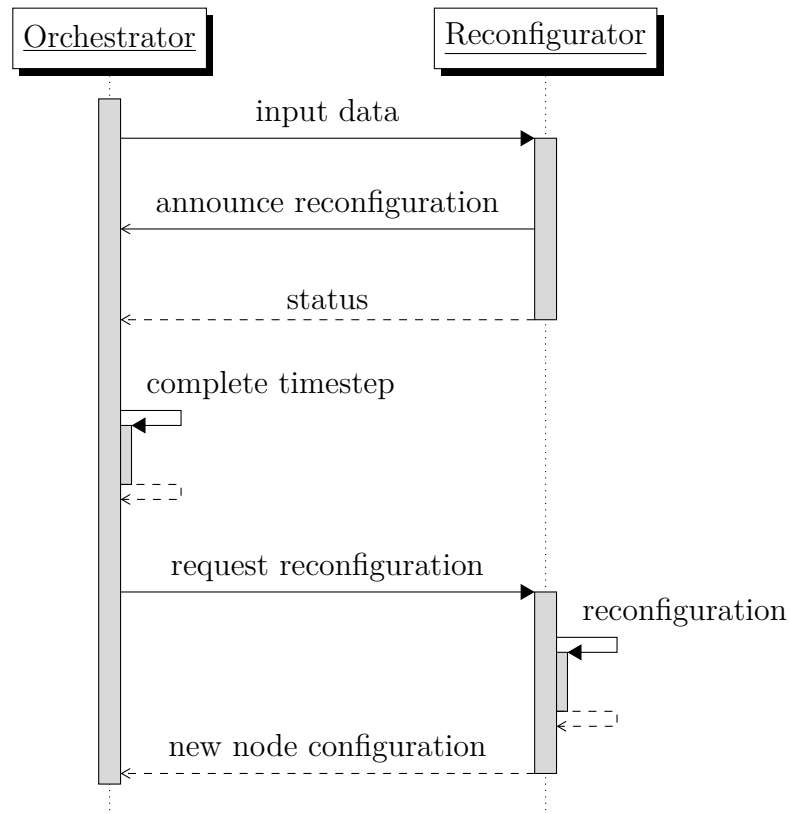 Orchestrator
Reconfigurator
input data
announce reconfiguration
status
complete timestep
request reconfiguration
reconfiguration
new node configuration